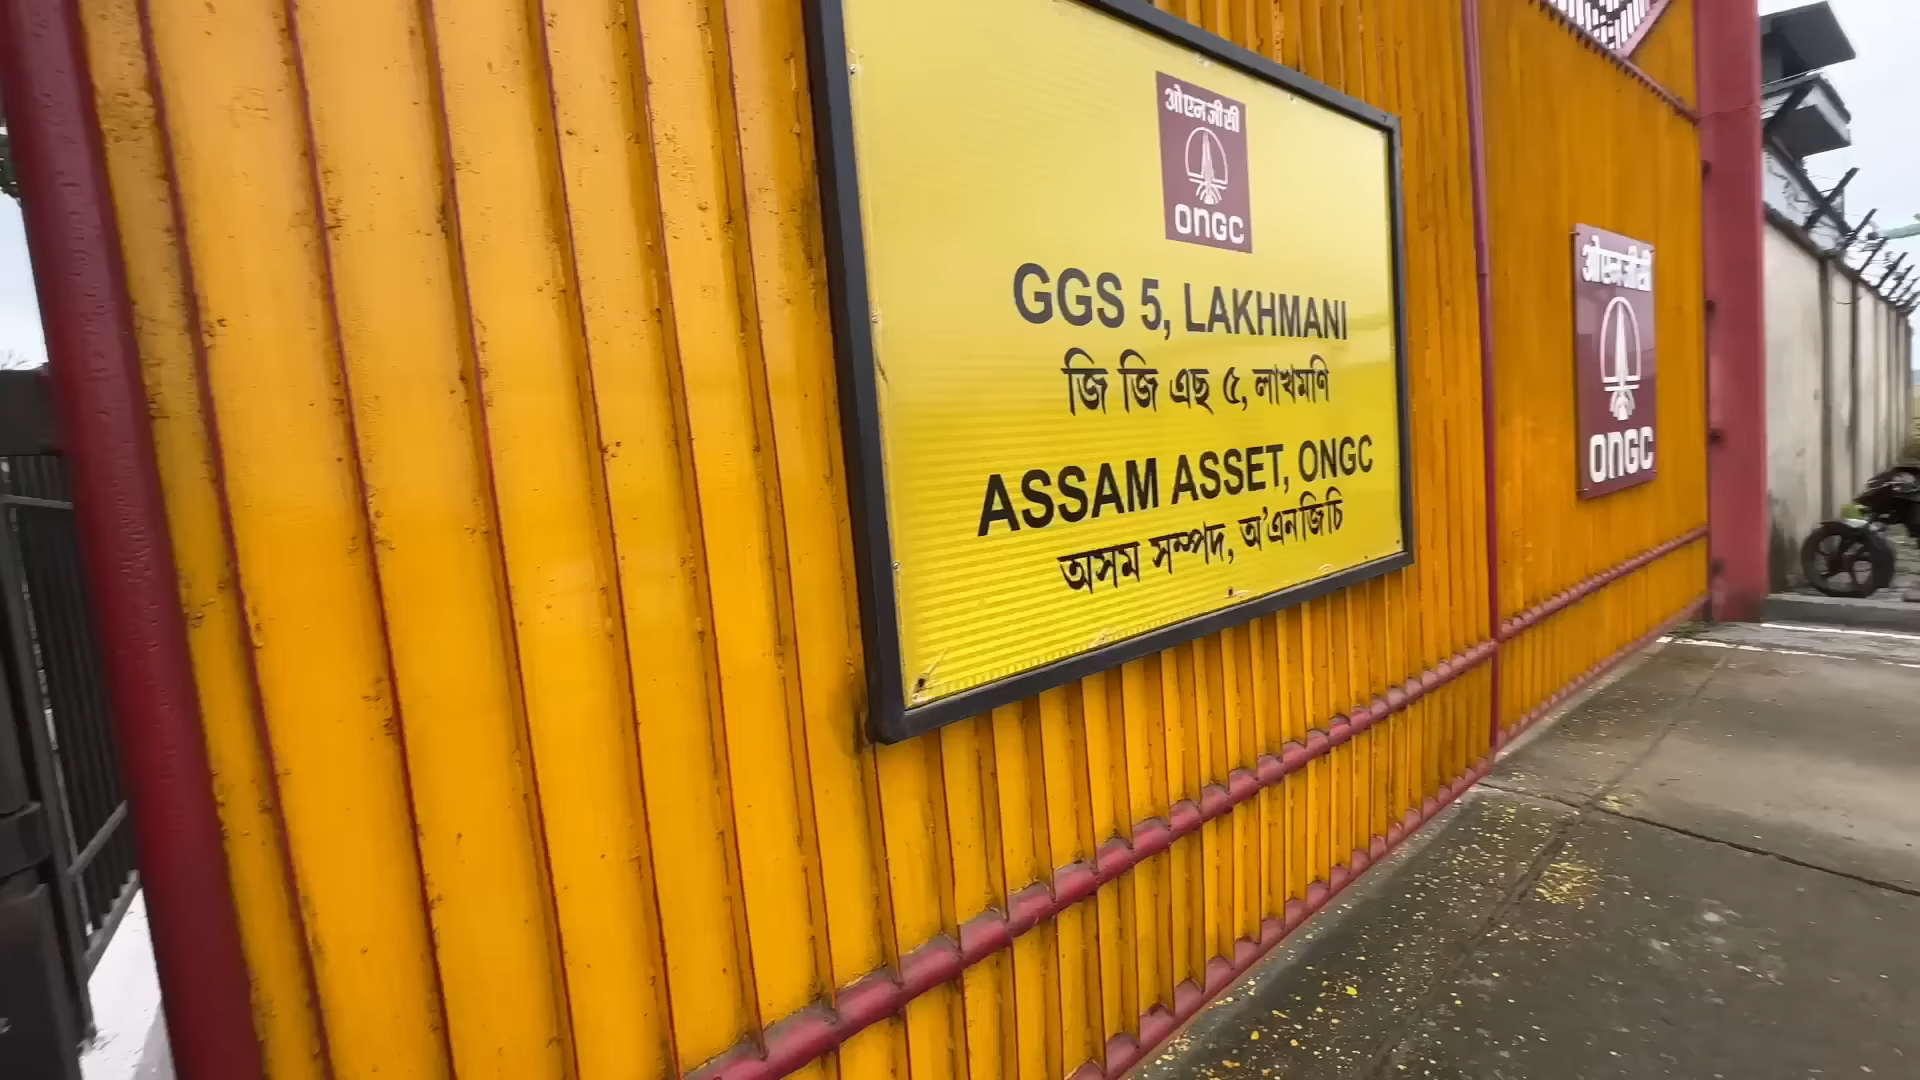 ओएनजीसी
ONGC
GGS 5, LAKHMANI
জি জি এছ ৫, লাখমণি
ASSAM ASSET, ONGC
অসম সম্পদ, অ'এনজিচি
ओएनजीसी
ONGC